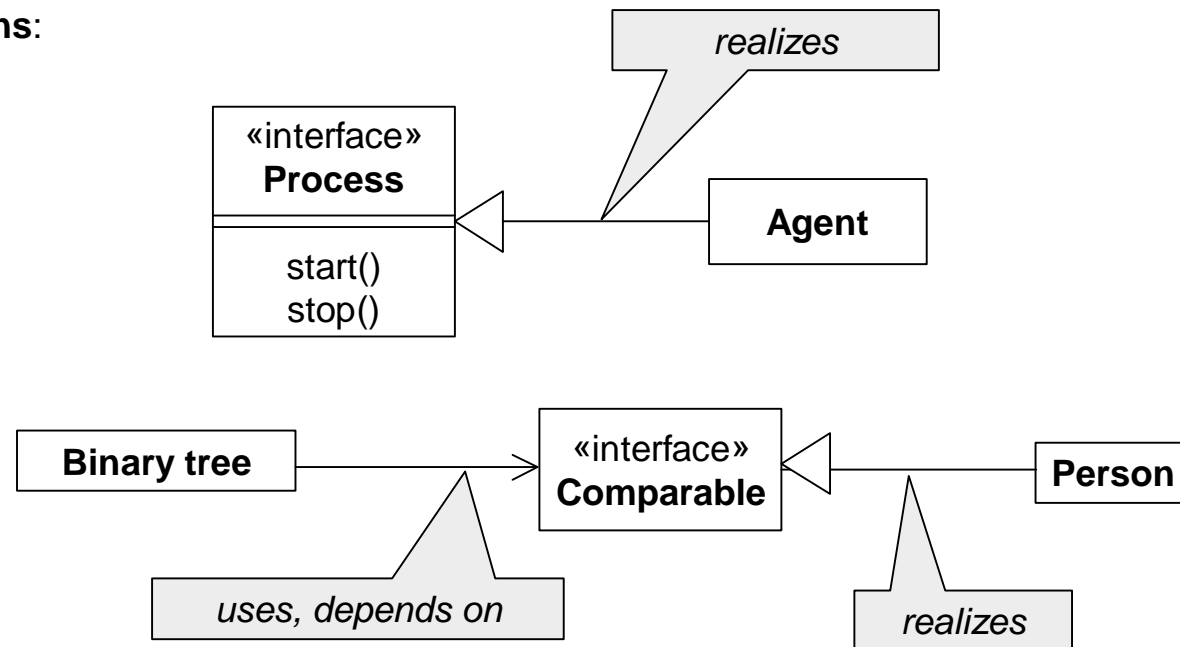 ns:
realizes
«interface»
Process
Agent
start()
stop()
«interface»
Comparable
Binary tree
Person
uses, depends on
realizes